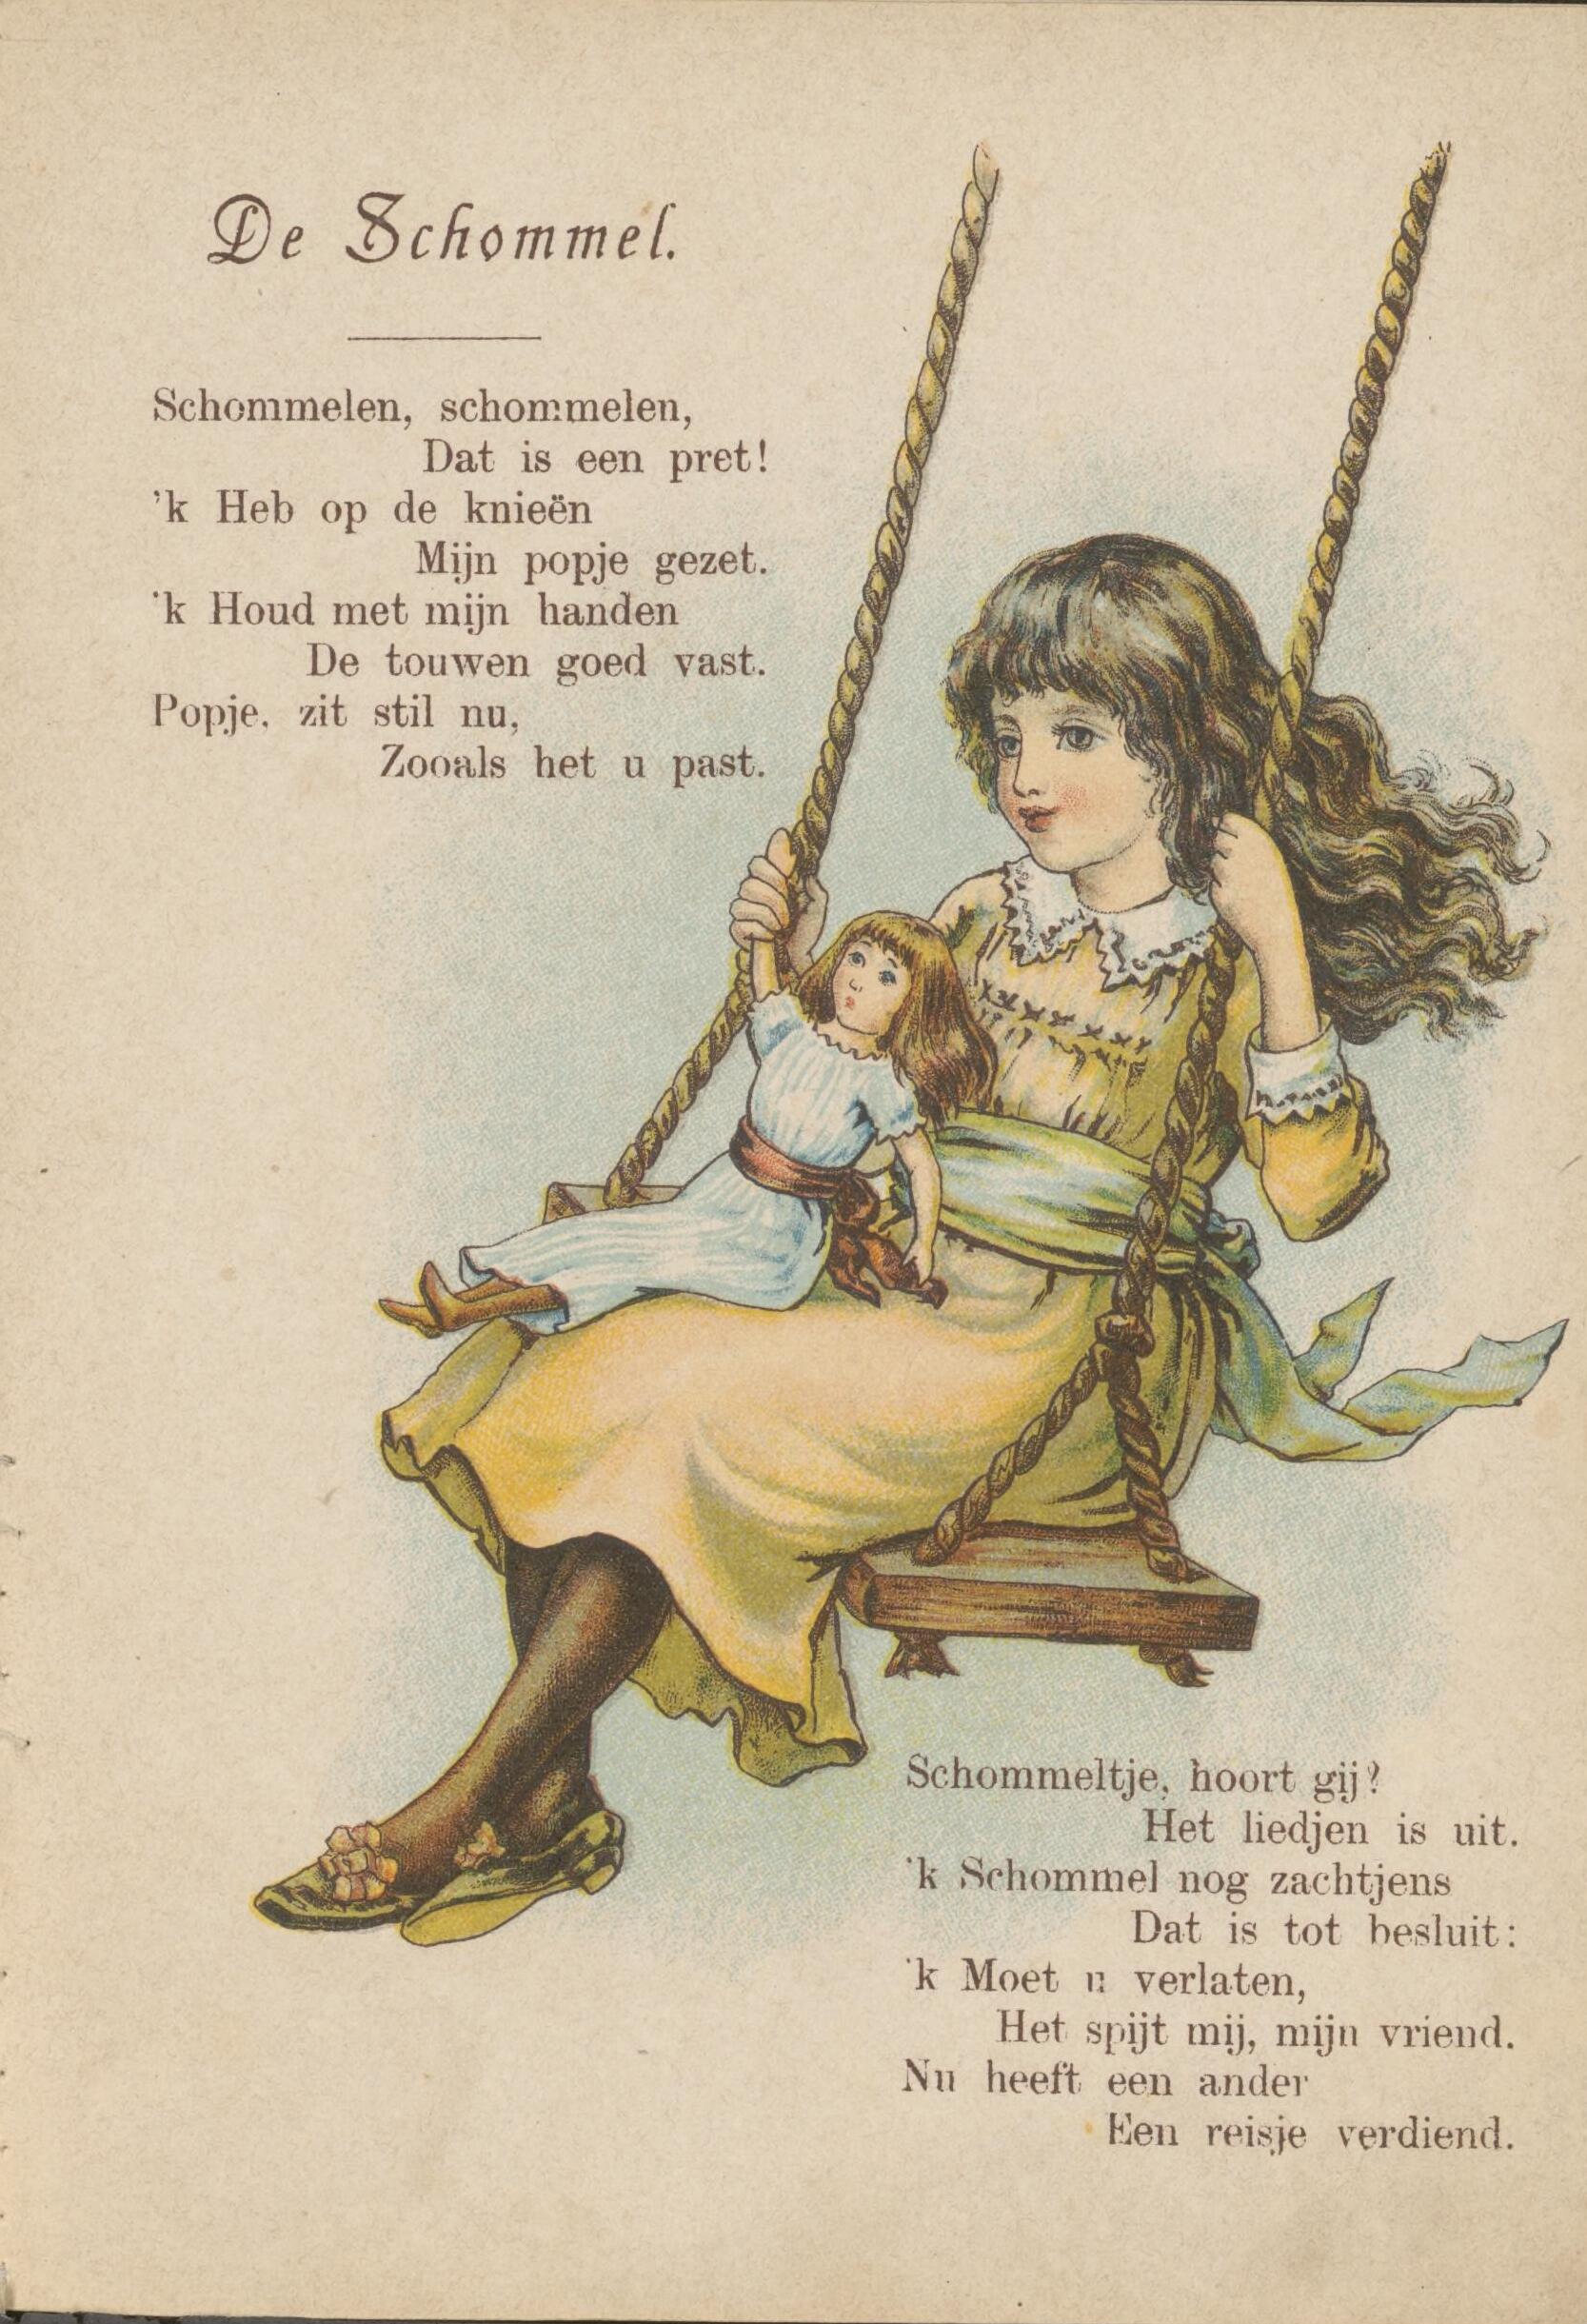 De Schommel.
Schommelen, schommelen,
Dat is een pret!
'k Heb op de knieën
Mijn popje gezet.
'k Houd met mijn handen
De touwen goed vast.
Popje, zit stil nu,
Zooals het u past.
Schommeltje, hoort gij?
Het liedjen is uit.
'k Schommel nog zachtjens
Dat is tot besluit:
'k Moet u verlaten,
Het spijt mij, mijn vriend.
Nu heeft een ander
Een reisje verdiend.